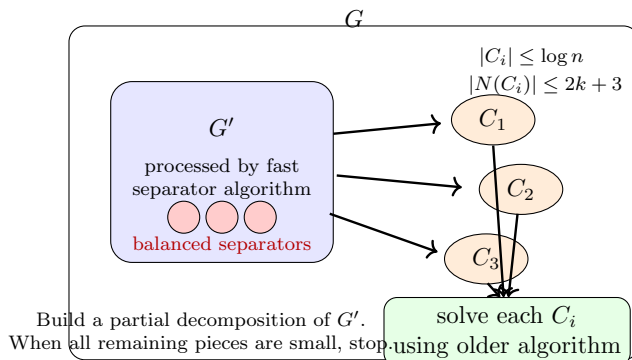 G
|C_i| ≤ log n
|N(C_i)| ≤ 2k + 3
G′
processed by fast
separator algorithm
balanced separators
C_1
C_2
C_3
Build a partial decomposition of G′.
When all remaining pieces are small, stop.
solve each C_i
using older algorithm